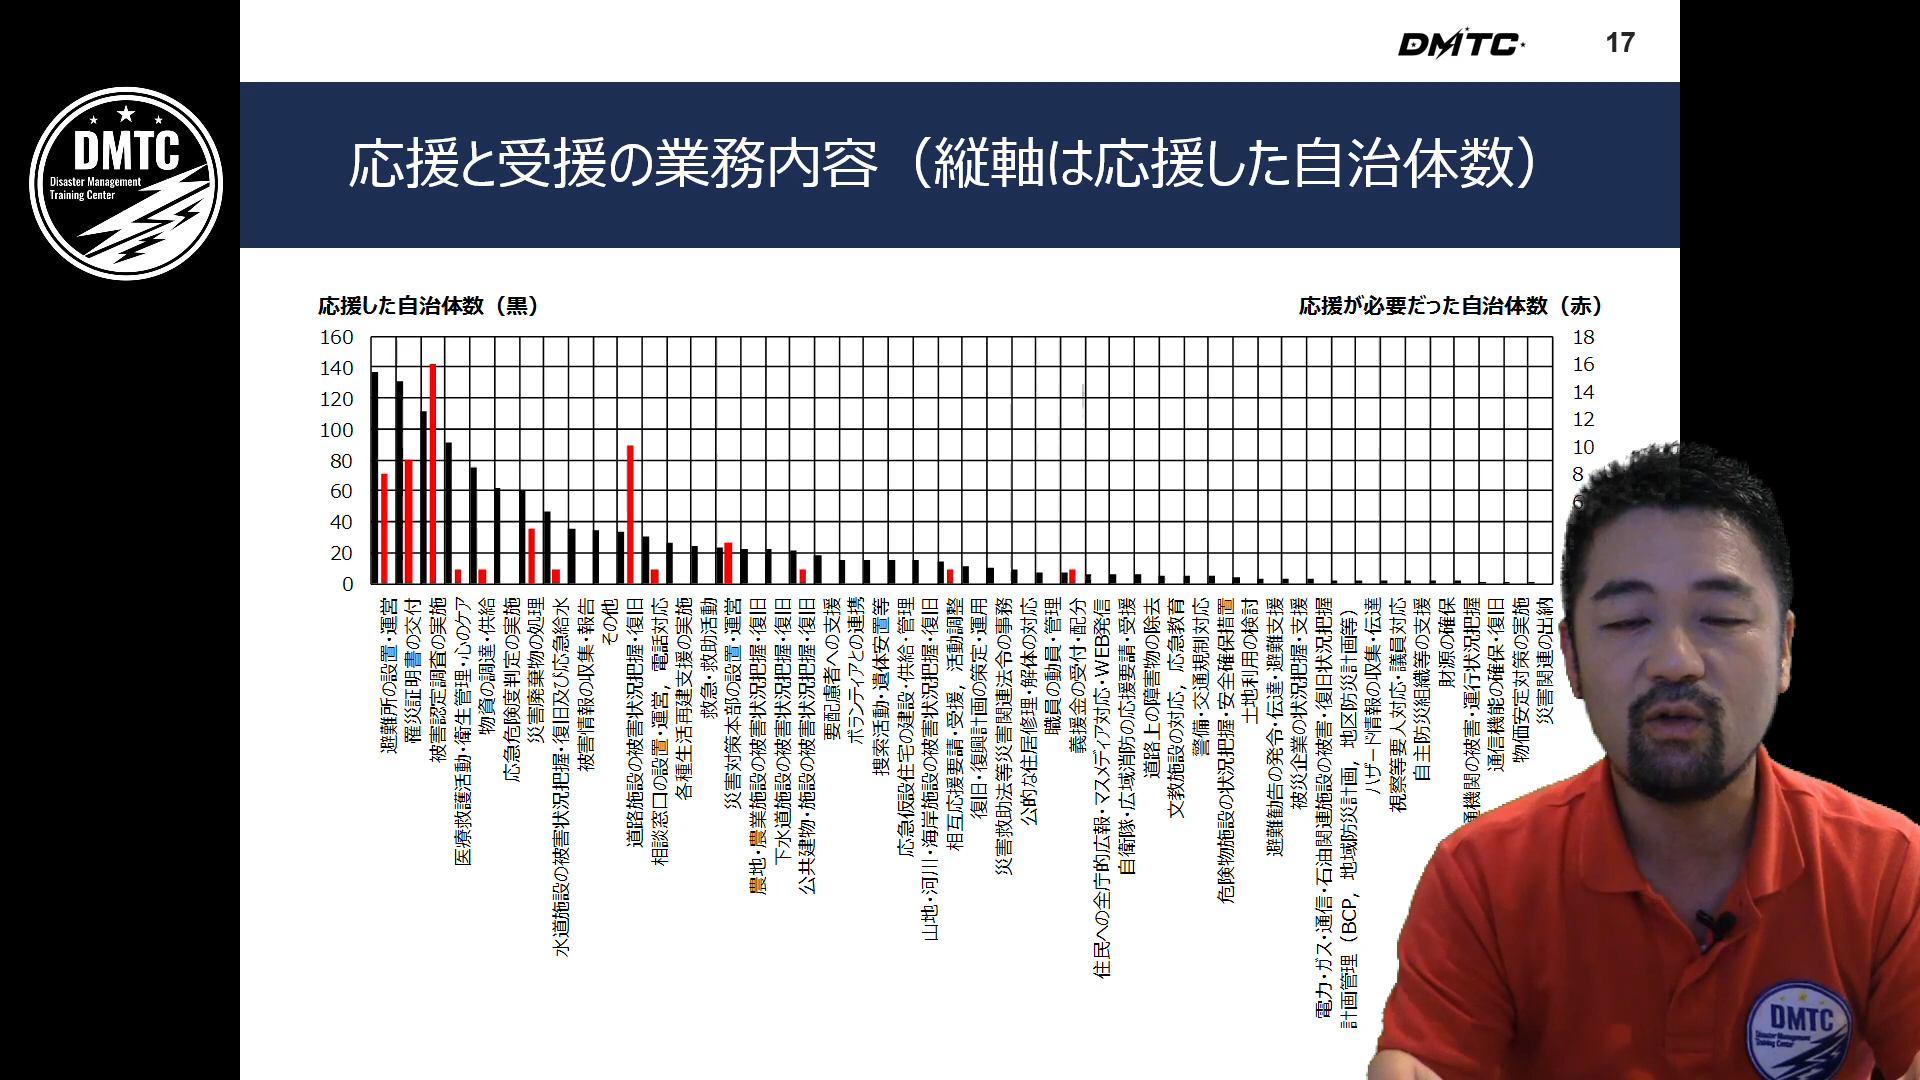 DMTC
17
DMTC
Disaster Management
Training Center
応援と受援の業務内容（縦軸は応援した自治体数）
応援した自治体数（黒）
応援が必要だった自治体数（赤）
160
140
120
100
80
60
40
20
0
18
16
14
12
10
8
避難所の設置・運営
罹災証明書の交付
被害認定調査の実施
医療救護活動・衛生管理・心のケア
物資の調達・供給
応急危険度判定の実施
災害廃棄物の処理
水道施設の被害状況把握・復旧及び応急給水
被害情報の収集・報告
その他
道路施設の被害状況把握・復旧
相談窓口の設置・運営，電話対応
各種生活再建支援の実施
救急・救助活動
災害対策本部の設置・運営
農地・農業施設の被害状況把握・復旧
下水道施設の被害状況把握・復旧
公共建物・施設の被害状況把握・復旧
要配慮者への支援
ボランティアとの連携
捜索活動・遺体安置等
応急仮設住宅の建設・供給・管理
山地・河川・海岸施設の被害状況把握・復旧
相互応援要請・受援，活動調整
復旧・復興計画の策定・運用
災害救助法等災害関連法令の事務
公的な住居修理・解体の対応
職員の動員・管理
義援金の受付・配分
住民への全庁的広報・マスメディア対応・WEB発信
自衛隊・広域消防の応援要請・受援
道路上の障害物の除去
文教施設の対応，応急教育
警備・交通規制対応
危険物施設の状況把握・安全確保措置
土地利用の検討
避難勧告の発令・伝達・避難支援
被災企業の状況把握・支援
電力・ガス・通信・石油関連施設の被害・復旧状況把握
計画管理（BCP，地域防災計画，地区防災計画等）
ハザード情報の収集・伝達
視察等要人対応・議員対応
自主防災組織等の支援
財源の確保
通機関の被害・運行状況把握
通信機能の確保・復旧
物価安定対策の実施
災害関連の出納
DMTC
Disaster Management
Training Center